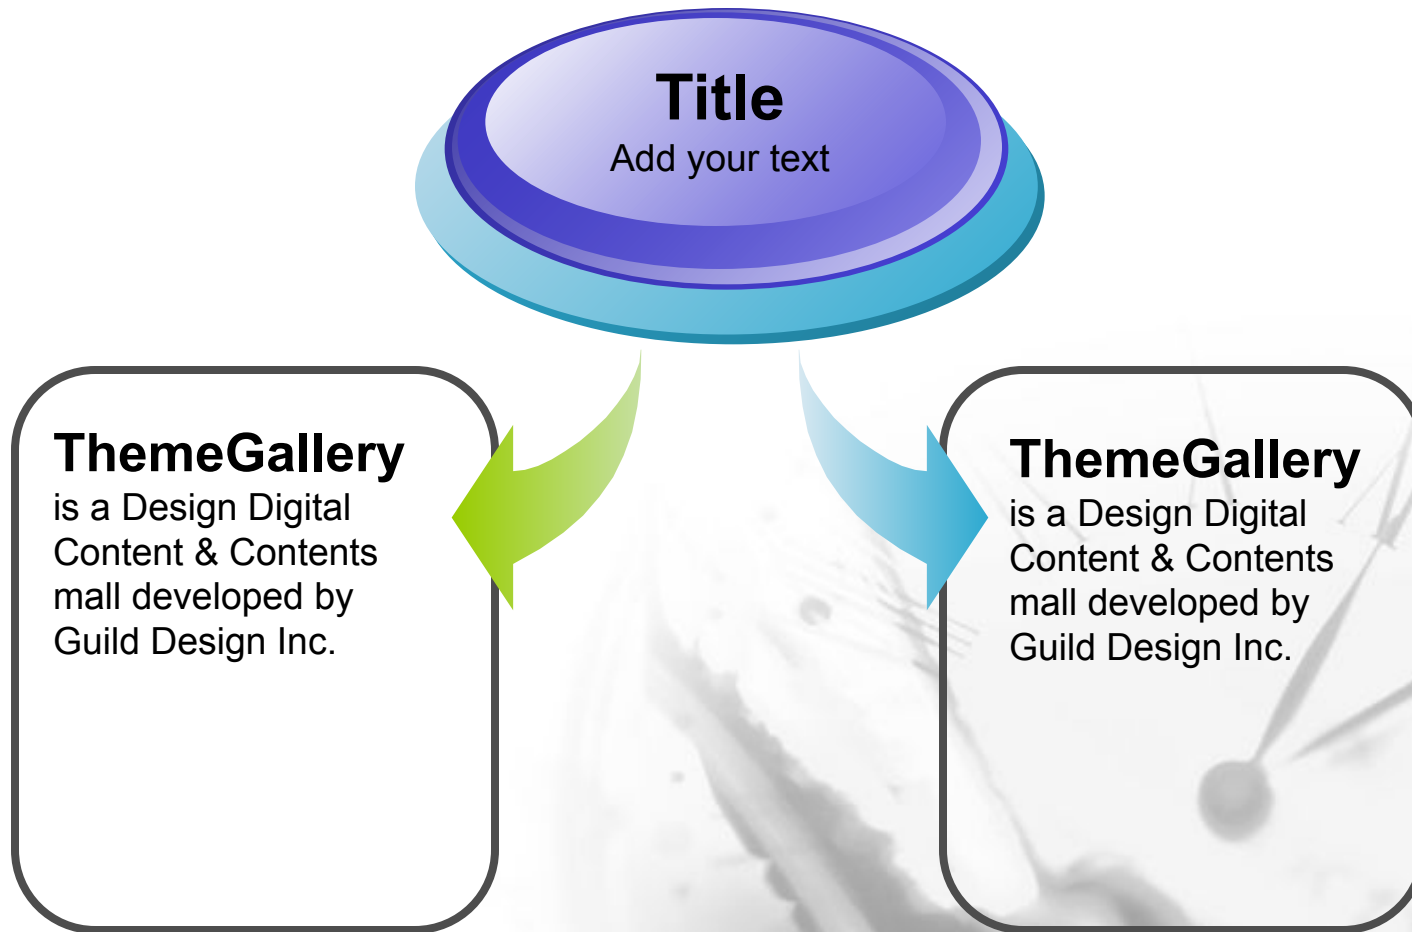 Title
Add your text
ThemeGallery
is a Design Digital
Content & Contents
mall developed by
Guild Design Inc.
ThemeGallery
is a Design Digital
Content & Contents
mall developed by
Guild Design Inc.